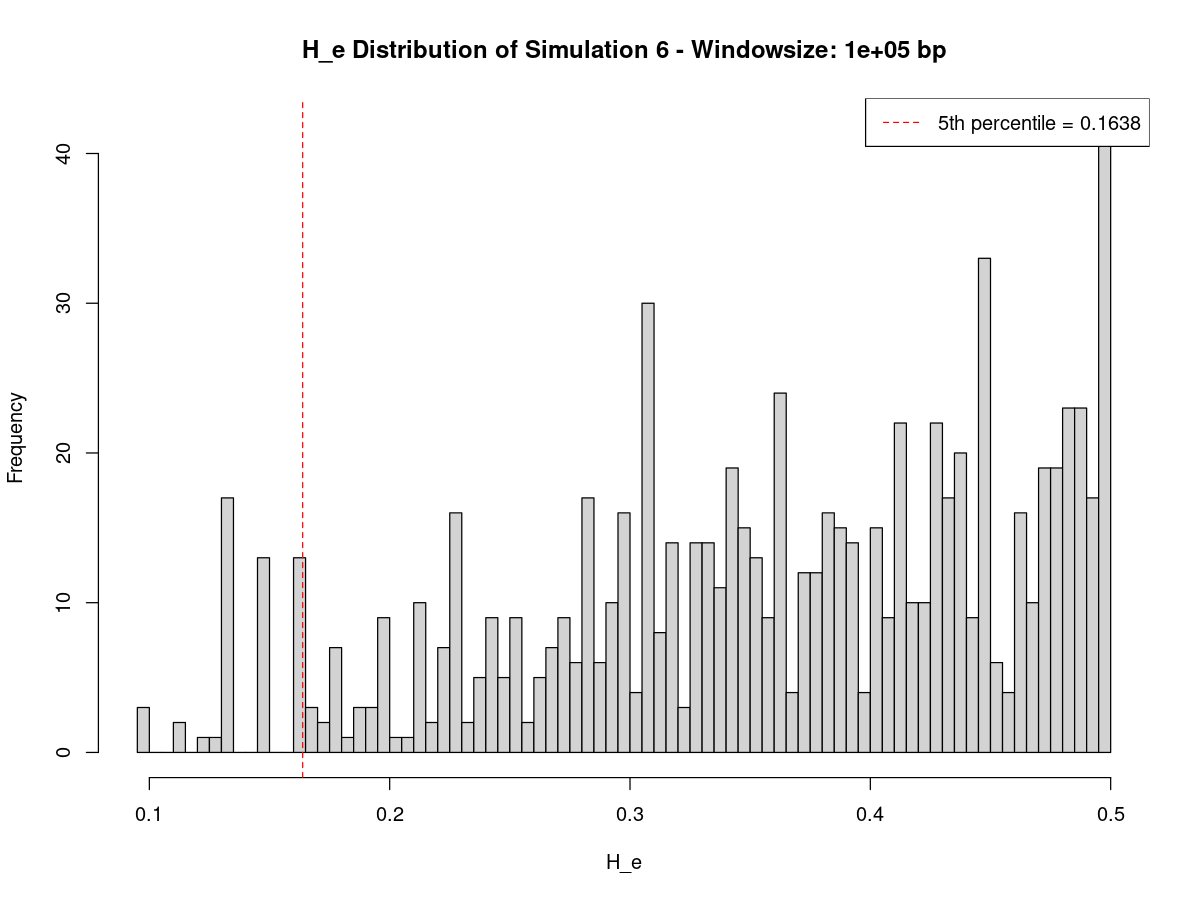 H_e Distribution of Simulation 6 - Windowsize: 1e+05 bp
5th percentile = 0.1638
Frequency
40
30
20
10
0
0.1 0.2 0.3 0.4 0.5
H_e